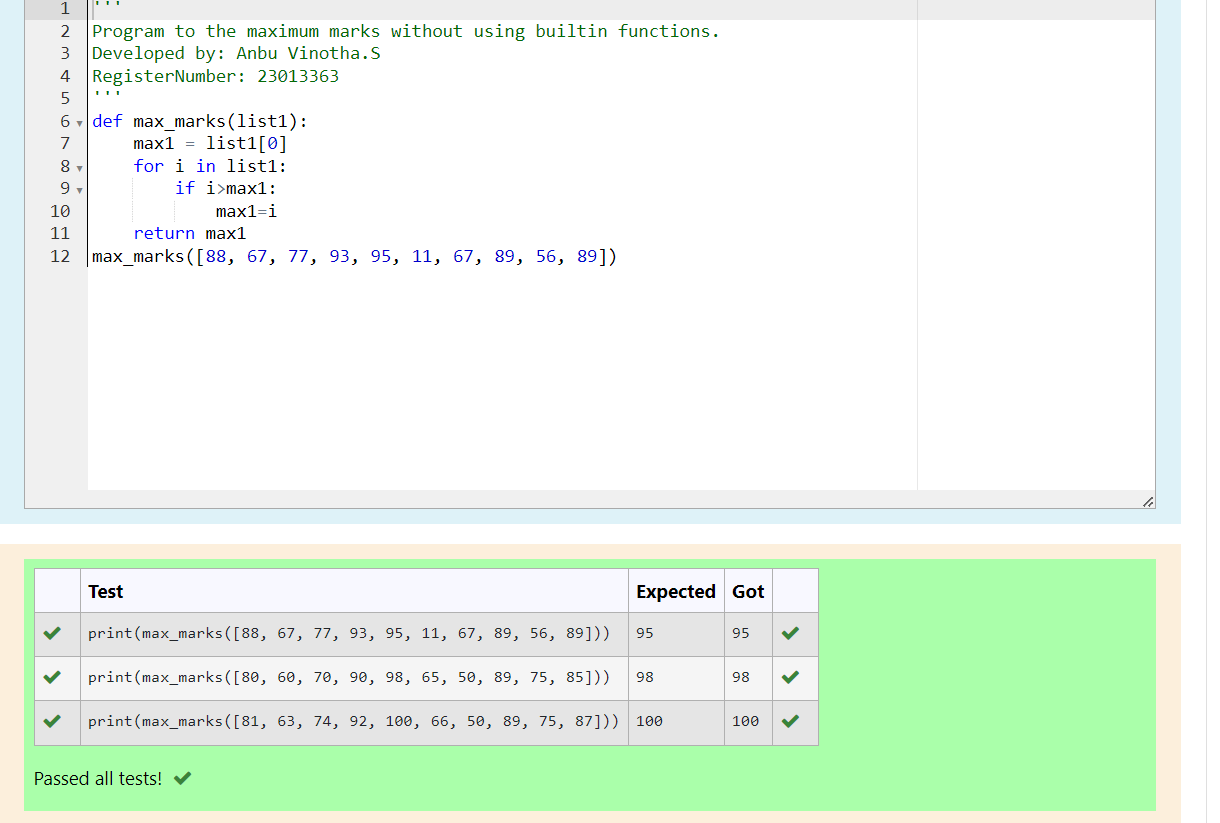 1 '''
2 Program to the maximum marks without using builtin functions.
3 Developed by: Anbu Vinotha.S
4 RegisterNumber: 23013363
5 '''
6 def max_marks(list1):
7     max1 = list1[0]
8     for i in list1:
9         if i>max1:
10             max1=i
11     return max1
12 max_marks([88, 67, 77, 93, 95, 11, 67, 89, 56, 89])
Test Expected Got
print(max_marks([88, 67, 77, 93, 95, 11, 67, 89, 56, 89])) 95 95
print(max_marks([80, 60, 70, 90, 98, 65, 50, 89, 75, 85])) 98 98
print(max_marks([81, 63, 74, 92, 100, 66, 50, 89, 75, 87])) 100 100
Passed all tests!